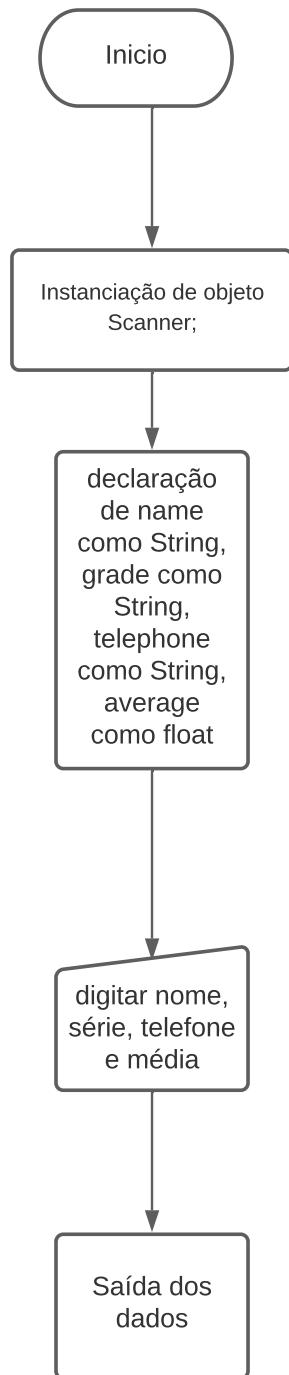 Inicio
Instanciação de objeto
Scanner;
declaração
de name
como String,
grade como
String,
telephone
como String,
average
como float
digitar nome,
série, telefone
e média
Saída dos
dados